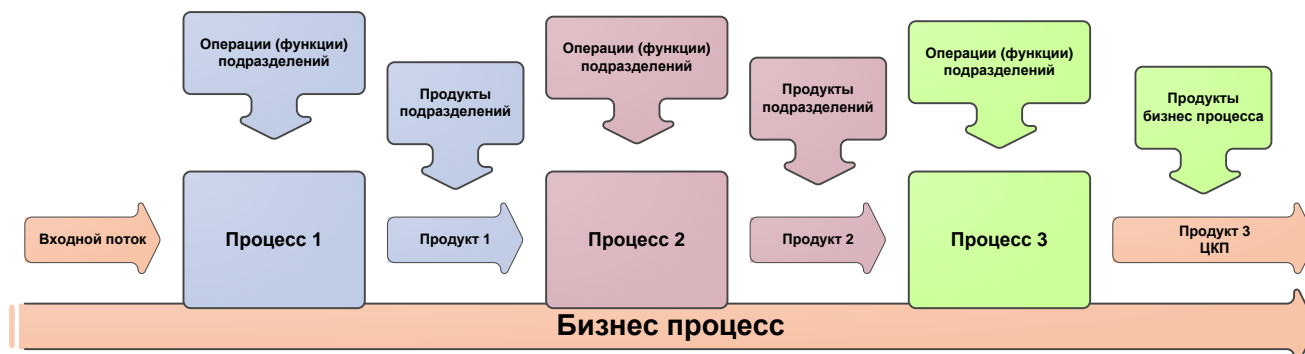 Операции (функции)
подразделений
Продукты
подразделений
Операции (функции)
подразделений
Продукты
подразделений
Операции (функции)
подразделений
Продукты
бизнес процесса
Входной поток
Процесс 1
Продукт 1
Процесс 2
Продукт 2
Процесс 3
Продукт 3
ЦКП
Бизнес процесс